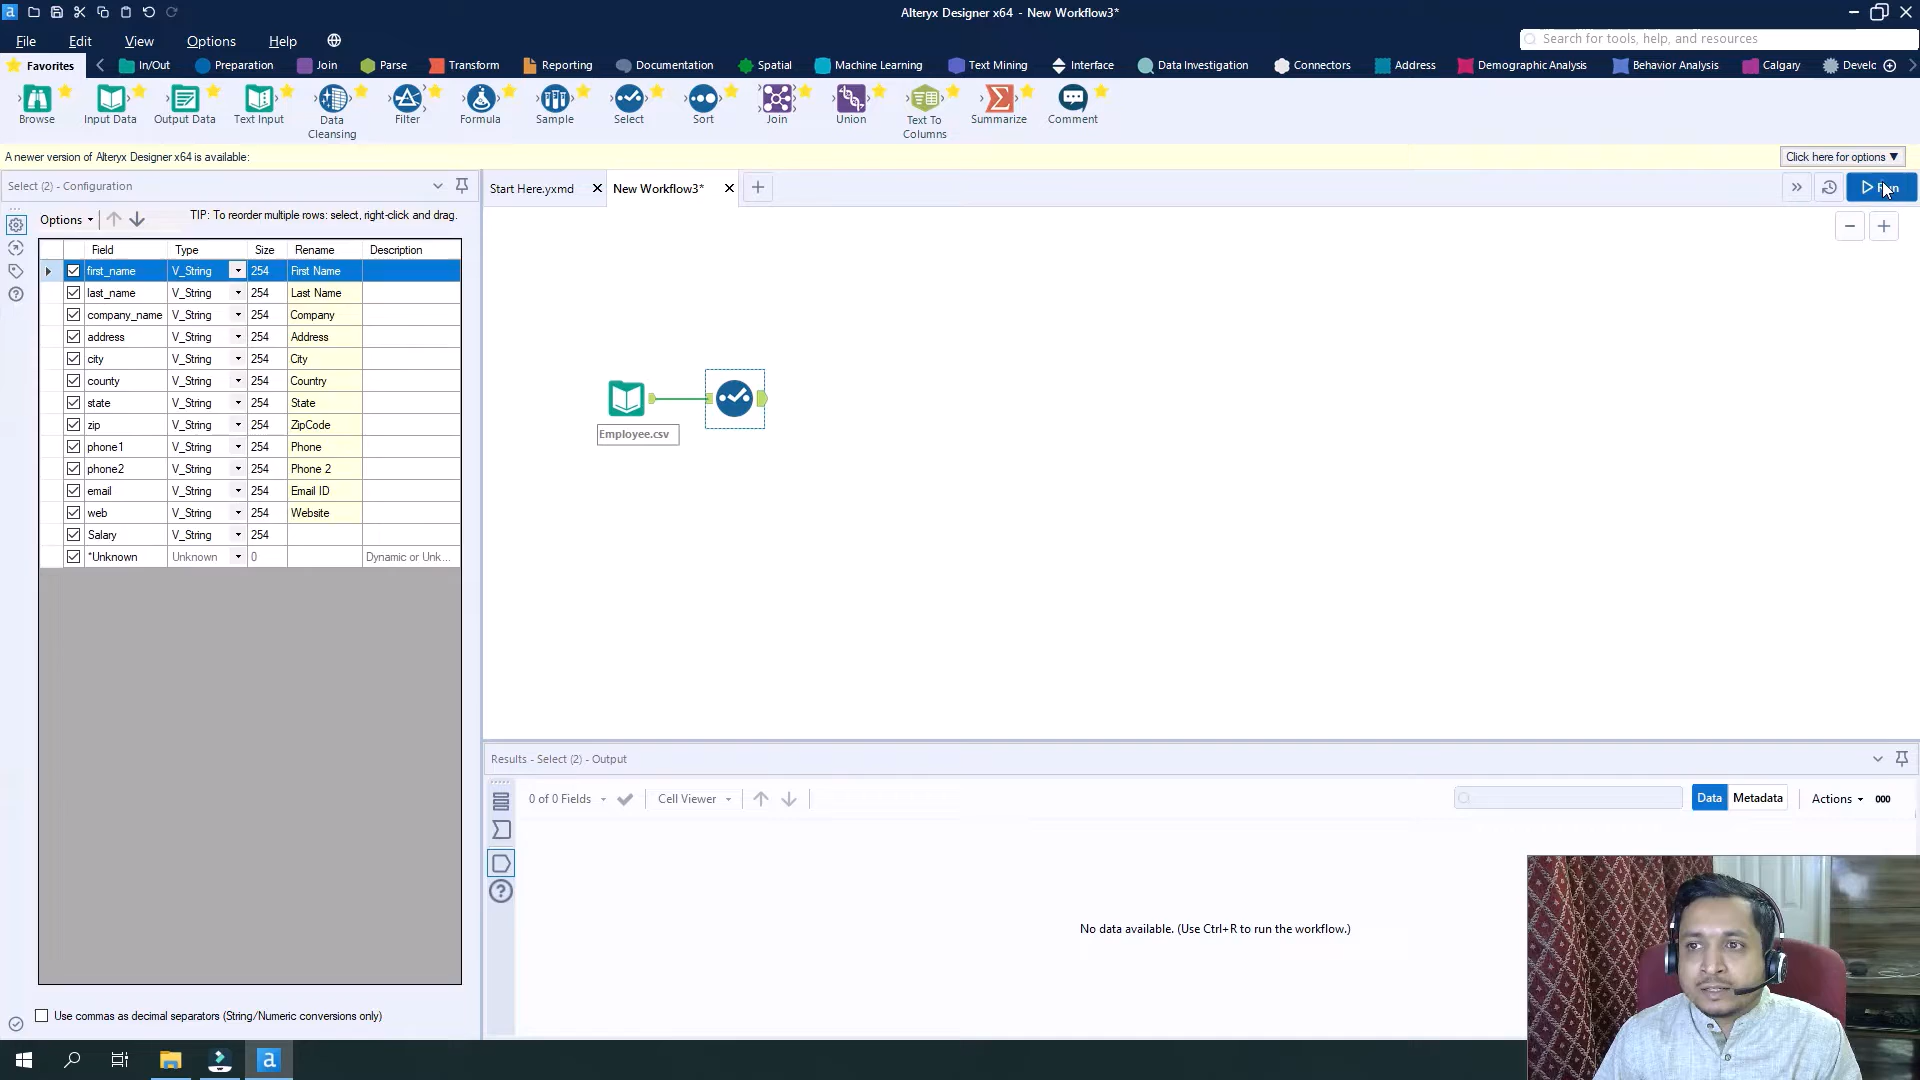 Alteryx Designer x64 - New Workflow3*
File Edit View Options Help
Search for tools, help, and resources
Favorites In/Out Preparation Join Parse Transform Reporting Documentation Spatial Machine Learning Text Mining Interface Data Investigation Connectors Address Demographic Analysis Behavior Analysis Calgary Develo
Browse Input Data Output Data Text Input Data Cleansing Filter Formula Sample Select Sort Join Union Text To Columns Summarize Comment
A newer version of Alteryx Designer x64 is available:
Click here for options ▼
Select (2) - Configuration
Start Here.yxmd
New Workflow3*
Run
Options
TIP: To reorder multiple rows: select, right-click and drag.
Field Type Size Rename Description
first_name V_String 254 First Name
last_name V_String 254 Last Name
company_name V_String 254 Company
address V_String 254 Address
city V_String 254 City
county V_String 254 Country
state V_String 254 State
zip V_String 254 ZipCode
phone1 V_String 254 Phone
phone2 V_String 254 Phone 2
email V_String 254 Email ID
web V_String 254 Website
Salary V_String 254
*Unknown Unknown 0 Dynamic or Unk...
Use commas as decimal separators (String/Numeric conversions only)
Employee.csv
Results - Select (2) - Output
0 of 0 Fields Cell Viewer Data Metadata Actions 000
No data available. (Use Ctrl+R to run the workflow.)